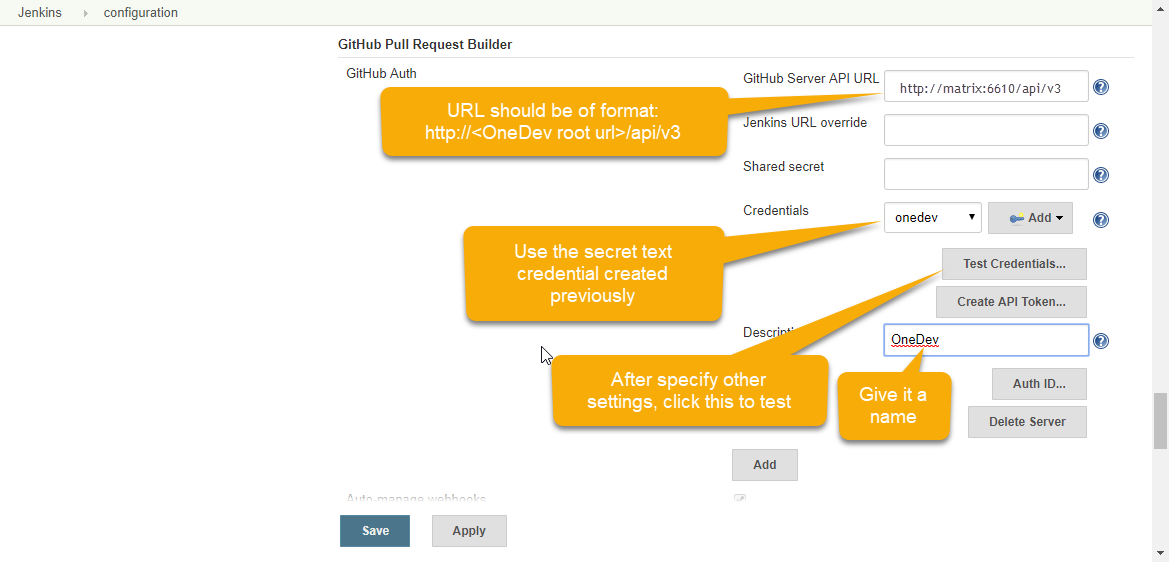 Jenkins configuration
GitHub Pull Request Builder
GitHub Auth
GitHub Server API URL
http://matrix:6610/api/v3
URL should be of format:
http://<OneDev root url>/api/v3
Jenkins URL override
Shared secret
Credentials
onedev
Add
Use the secret text
credential created
previously
Test Credentials...
Create API Token...
OneDev
After specify other
settings, click this to test
Give it a
name
Auth ID...
Delete Server
Add
Auto-manage webhooks
Save
Apply